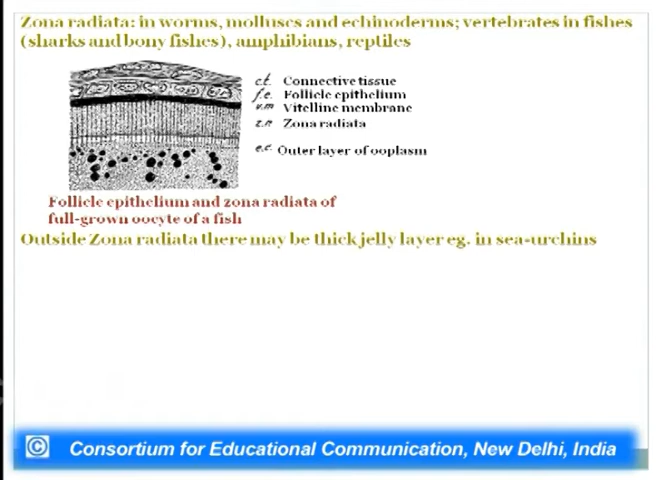 Zona radiata: in worms, molluscs and echinoderms; vertebrates in fishes
(sharks and bony fishes), amphibians, reptiles
c.t. Connective tissue
f.e. Follicle epithelium
v.m Vitelline membrane
z.r Zona radiata
e.c. Outer layer of ooplasm
Follicle epithelium and zona radiata of
full-grown oocyte of a fish
Outside Zona radiata there may be thick jelly layer eg. in sea-urchins
© Consortium for Educational Communication, New Delhi, India